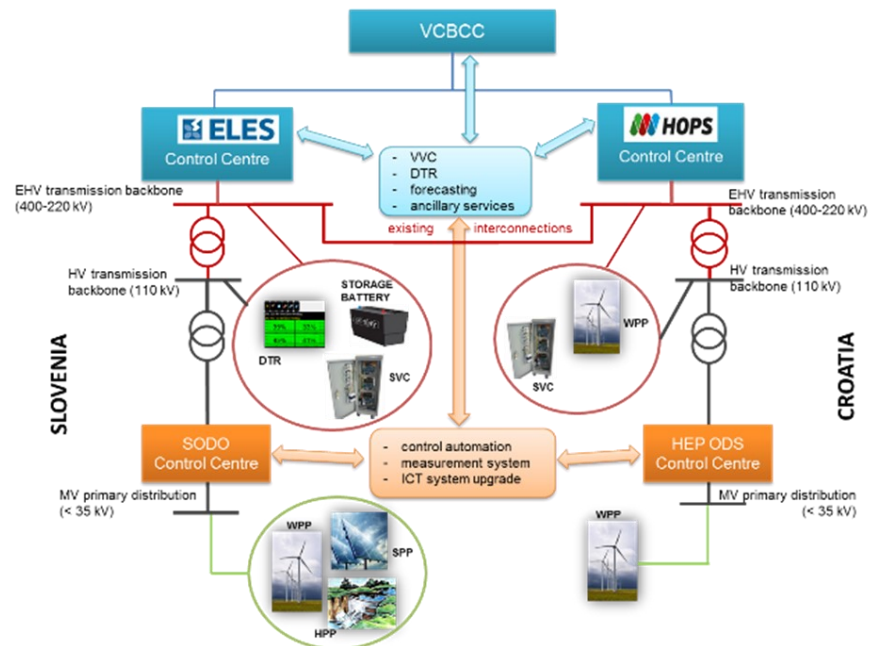 VCBCC
ELES
Control Centre
HOPS
Control Centre
- VVC
- DTR
- forecasting
- ancillary services
EHV transmission backbone
(400-220 kV)
EHV transmission
backbone (400-220 kV)
existing interconnections
HV transmission
backbone (110 kV)
HV transmission
backbone (110 kV)
STORAGE
BATTERY
DTR
SVC
WPP
SVC
SLOVENIA
CROATIA
SODO
Control Centre
- control automation
- measurement system
- ICT system upgrade
HEP ODS
Control Centre
MV primary distribution
(< 35 kV)
MV primary distribution
(< 35 kV)
WPP
SPP
HPP
WPP